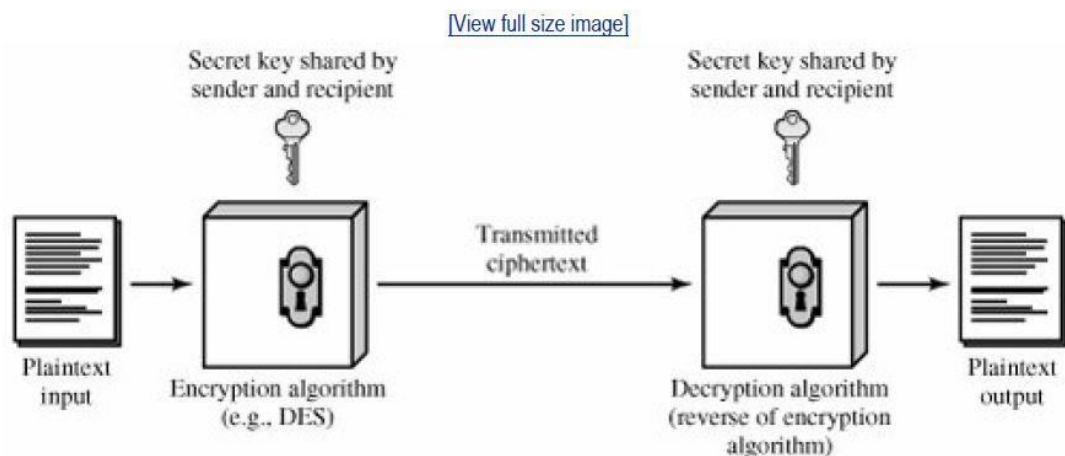 [View full size image]
Secret key shared by
sender and recipient
Secret key shared by
sender and recipient
Transmitted
ciphertext
Plaintext
input
Encryption algorithm
(e.g., DES)
Decryption algorithm
(reverse of encryption
algorithm)
Plaintext
output